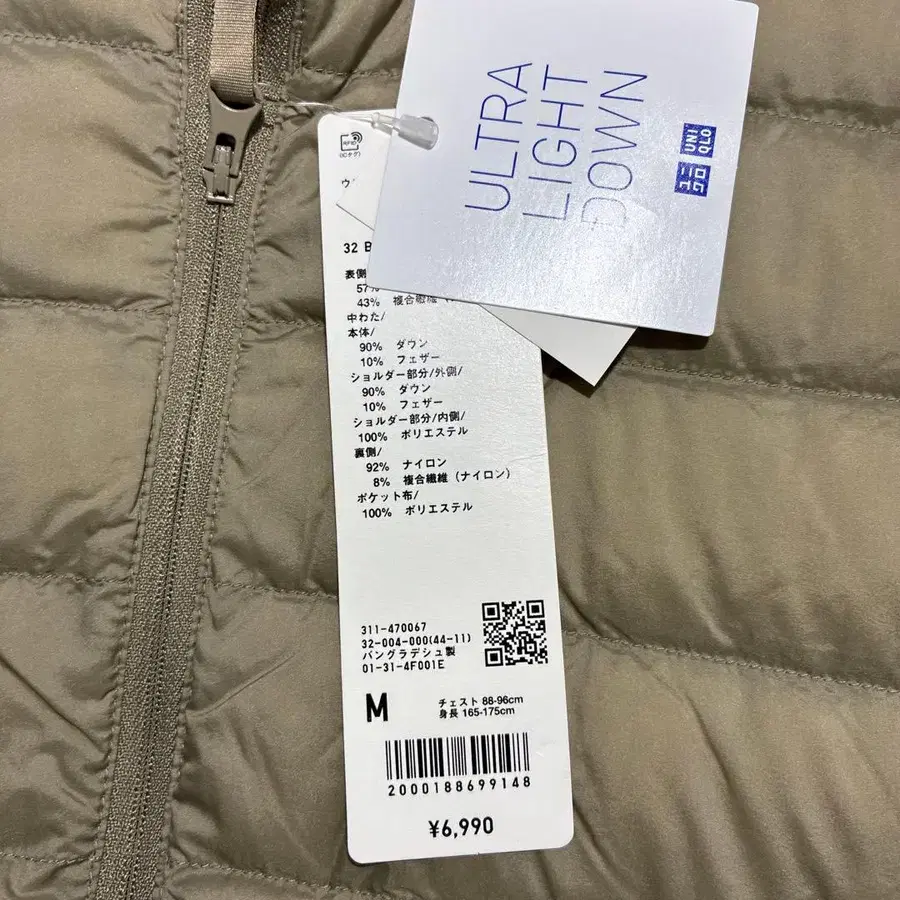 ULTRA
LIGHT
DOWN
UNI
QLO
ユニ
クロ
RFID
32 B
表側
57%
43% 複合繊維
中わた/
本体/
90% ダウン
10% フェザー
ショルダー部分/外側/
90% ダウン
10% フェザー
ショルダー部分/内側/
100% ポリエステル
裏側/
92% ナイロン
8% 複合繊維 (ナイロン)
ポケット布/
100% ポリエステル
311-470067
32-004-000(44-11)
バングラデシュ製
01-31-4F001E
M
チェスト 88-96cm
身長 165-175cm
2000188699148
¥6,990